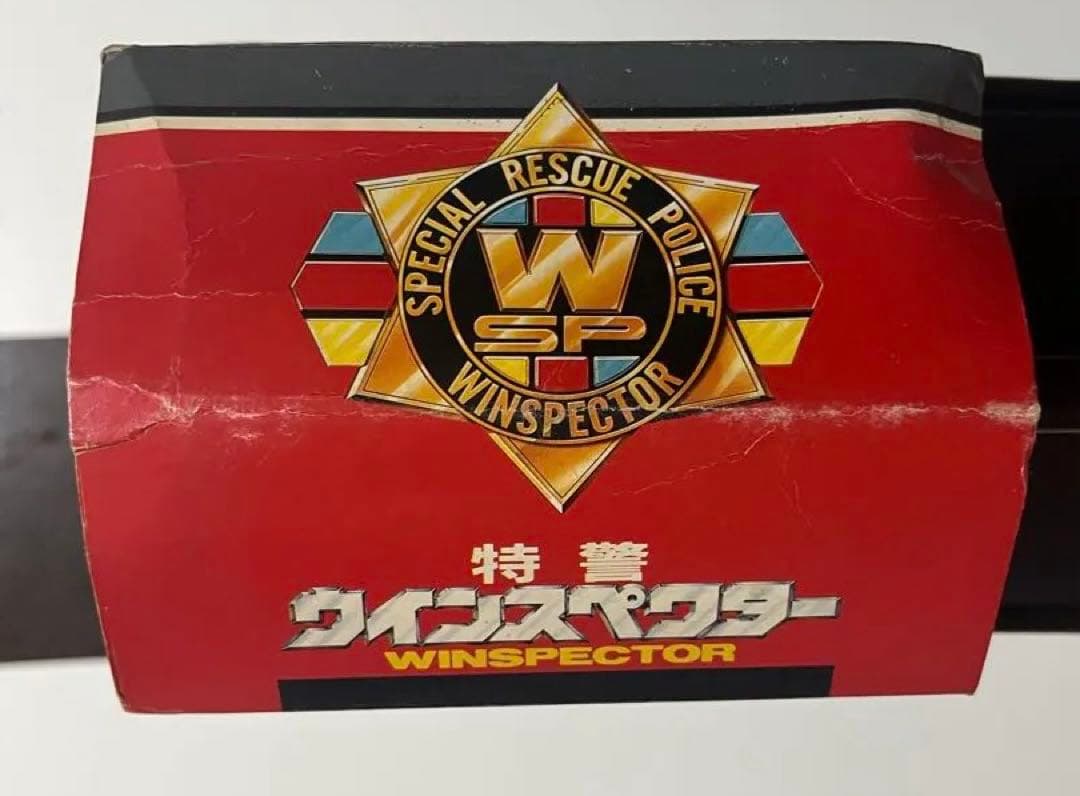 SPECIAL RESCUE POLICE
W
SP
WINSPECTOR
特警
ウインスペクター
WINSPECTOR